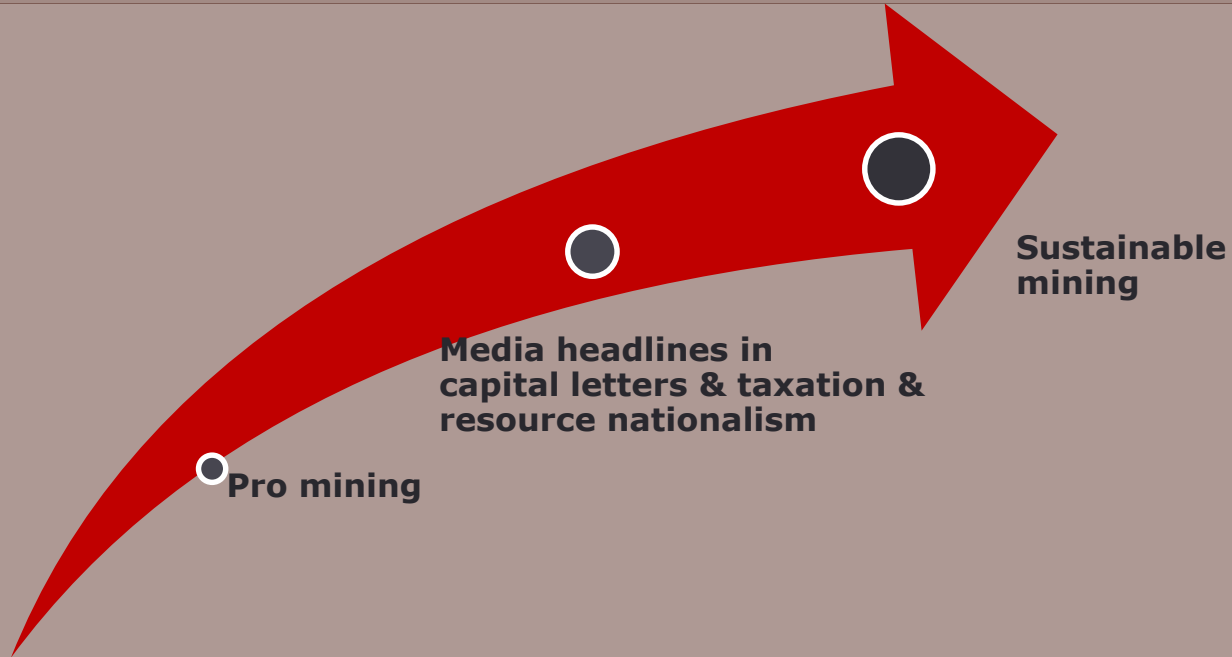 Sustainable
mining
Media headlines in
capital letters & taxation &
resource nationalism
Pro mining